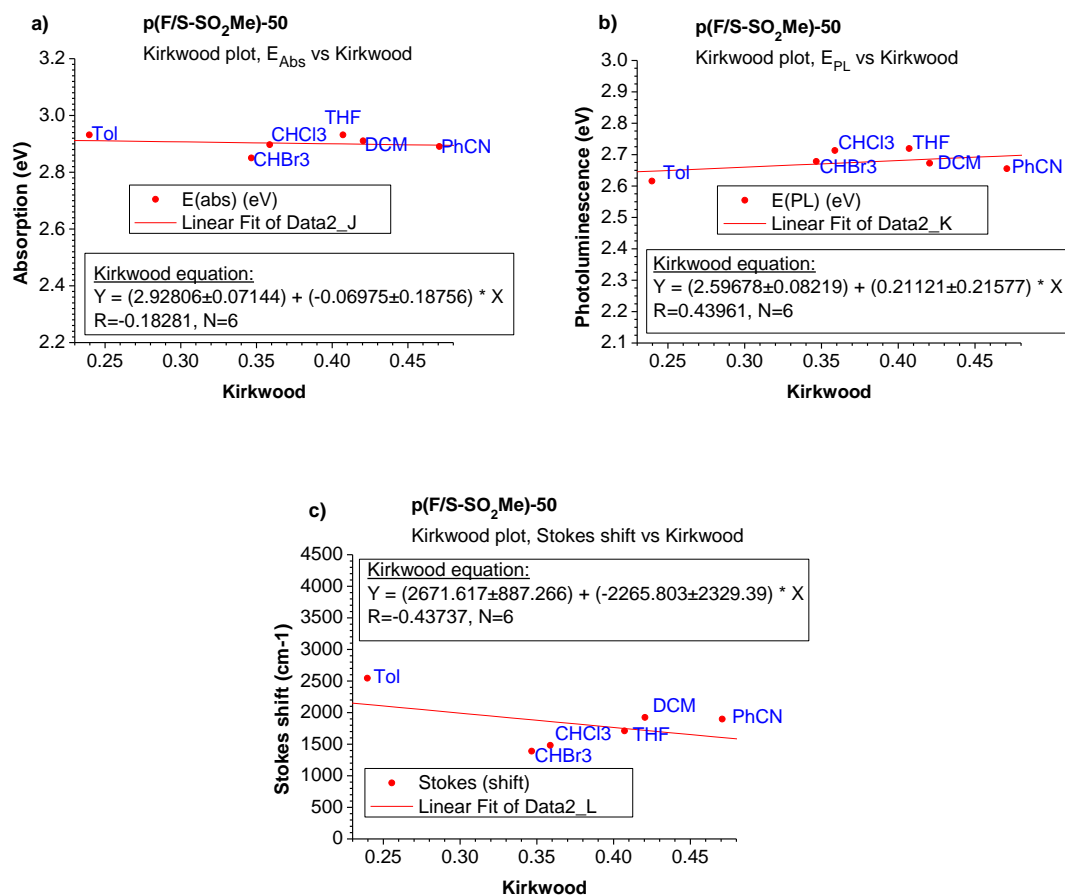 a)
p(F/S-SO2Me)-50
Kirkwood plot, EAbs vs Kirkwood
3.2
3.0
2.8
2.6
2.4
2.2
Absorption (eV)
Tol
CHBr3
CHCl3
THF
DCM
PhCN
E(abs) (eV)
Linear Fit of Data2_J
Kirkwood equation:
Y = (2.92806±0.07144) + (-0.06975±0.18756) * X
R=-0.18281, N=6
0.25 0.30 0.35 0.40 0.45
Kirkwood
b)
p(F/S-SO2Me)-50
Kirkwood plot, EPL vs Kirkwood
3.0
2.9
2.8
2.7
2.6
2.5
2.4
2.3
2.2
2.1
Photoluminescence (eV)
Tol
CHCl3
CHBr3
THF
DCM
PhCN
E(PL) (eV)
Linear Fit of Data2_K
Kirkwood equation:
Y = (2.59678±0.08219) + (0.21121±0.21577) * X
R=0.43961, N=6
0.25 0.30 0.35 0.40 0.45
Kirkwood
c)
p(F/S-SO2Me)-50
Kirkwood plot, Stokes shift vs Kirkwood
4500
4000
3500
3000
2500
2000
1500
1000
500
0
Stokes shift (cm-1)
Kirkwood equation:
Y = (2671.617±887.266) + (-2265.803±2329.39) * X
R=-0.43737, N=6
Tol
DCM
PhCN
CHCl3
THF
CHBr3
Stokes (shift)
Linear Fit of Data2_L
0.25 0.30 0.35 0.40 0.45
Kirkwood